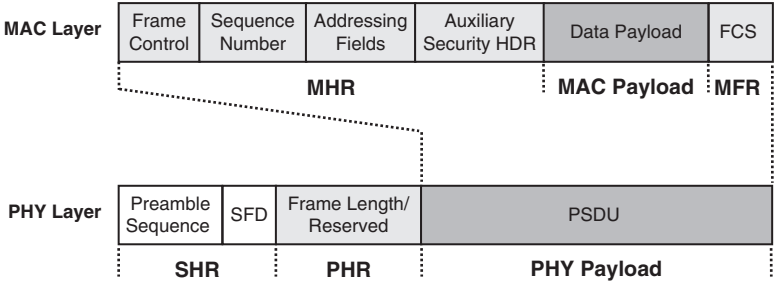 MAC Layer
Frame
Control
Sequence
Number
Addressing
Fields
Auxiliary
Security HDR
Data Payload
FCS
MHR
MAC Payload
MFR
PHY Layer
Preamble
Sequence
SFD
Frame Length/
Reserved
PSDU
SHR
PHR
PHY Payload